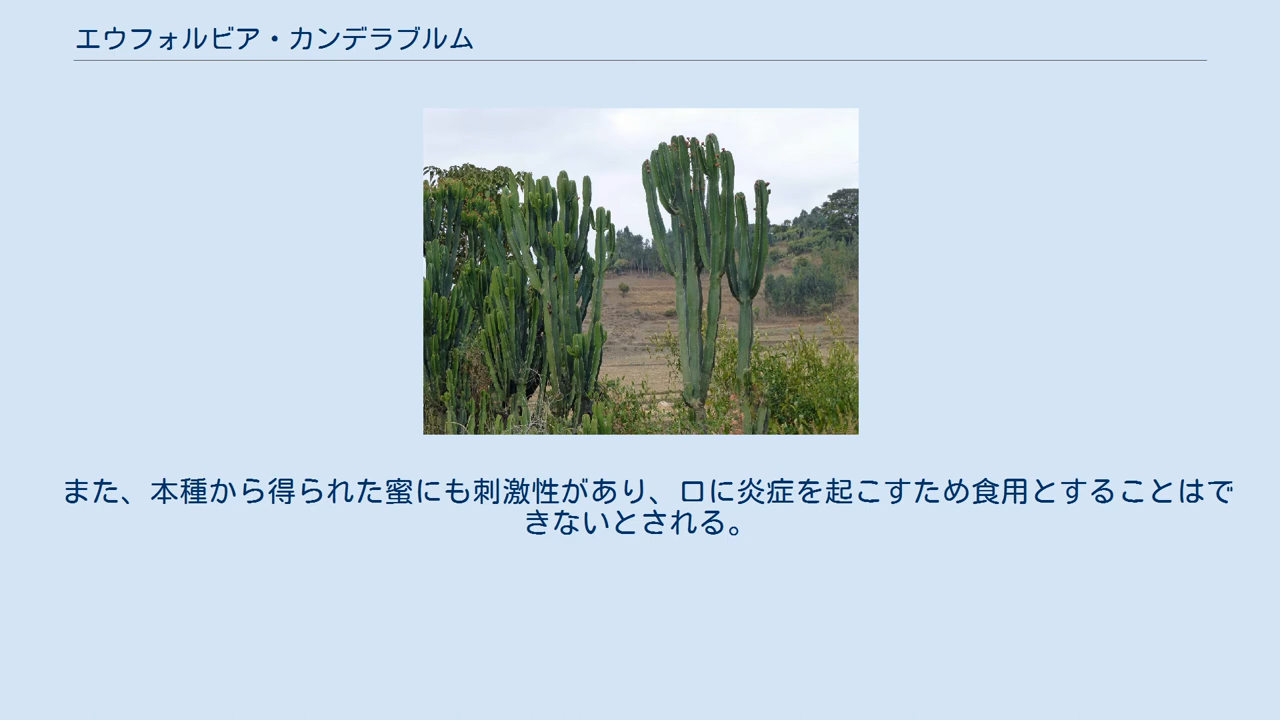 エウフォルビア・カンデラブルム
また、本種から得られた蜜にも刺激性があり、口に炎症を起こすため食用とすることはで
きないとされる。